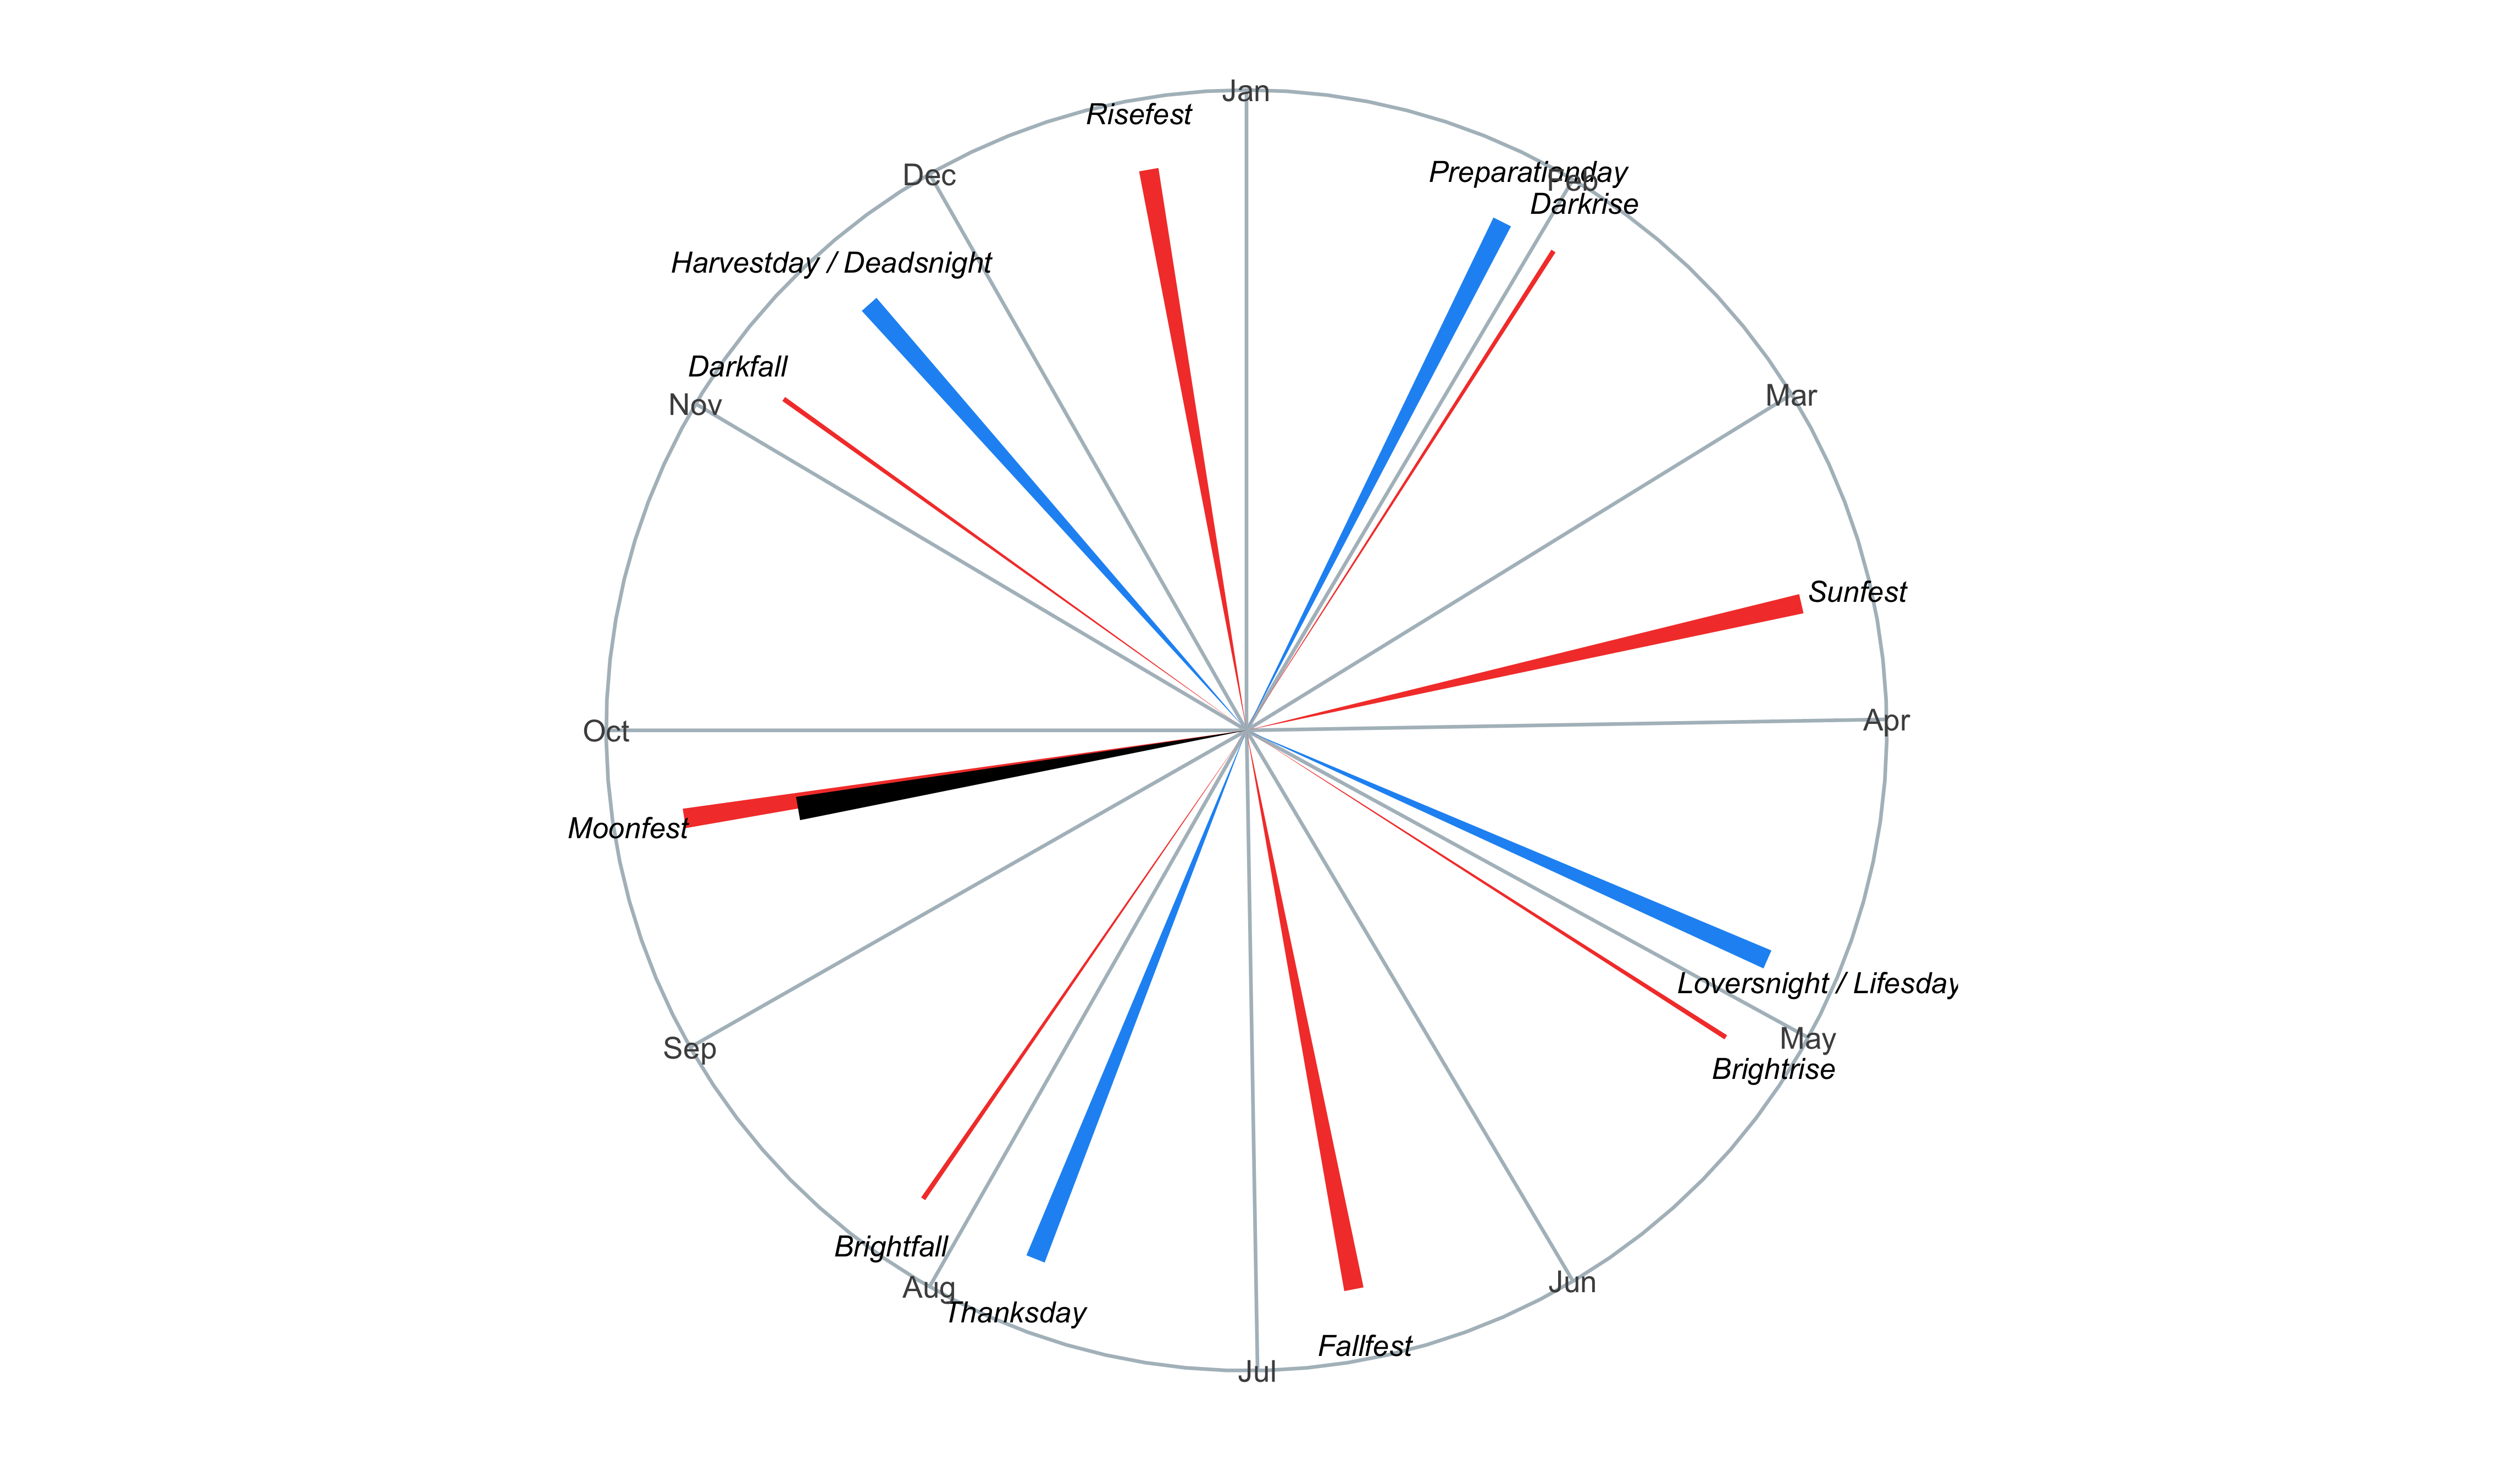 Jan
Risefest
Preparationday
Dec
Feb
Darkrise
Harvestday / Deadsnight
Darkfall
Nov
Mar
Sunfest
Oct
Apr
Moonfest
Loversnight / Lifesday
Sep
May
Brightrise
Brightfall
Aug
Jun
Thanksday
Fallfest
Jul